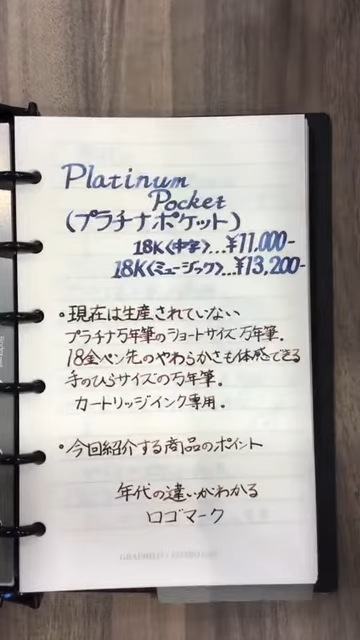 Platinum
Pocket
(プラチナポケット)
18K〈中字〉…¥11,000-
18K〈ミュージック〉…¥13,200-
・現在は生産されていない
プラチナ万年筆のショートサイズ万年筆.
18金ペン先のやわらかさも体感できる
手のひらサイズの万年筆.
カートリッジインク専用.
・今回紹介する商品のポイント
年代の違いがわかる
ロゴマーク